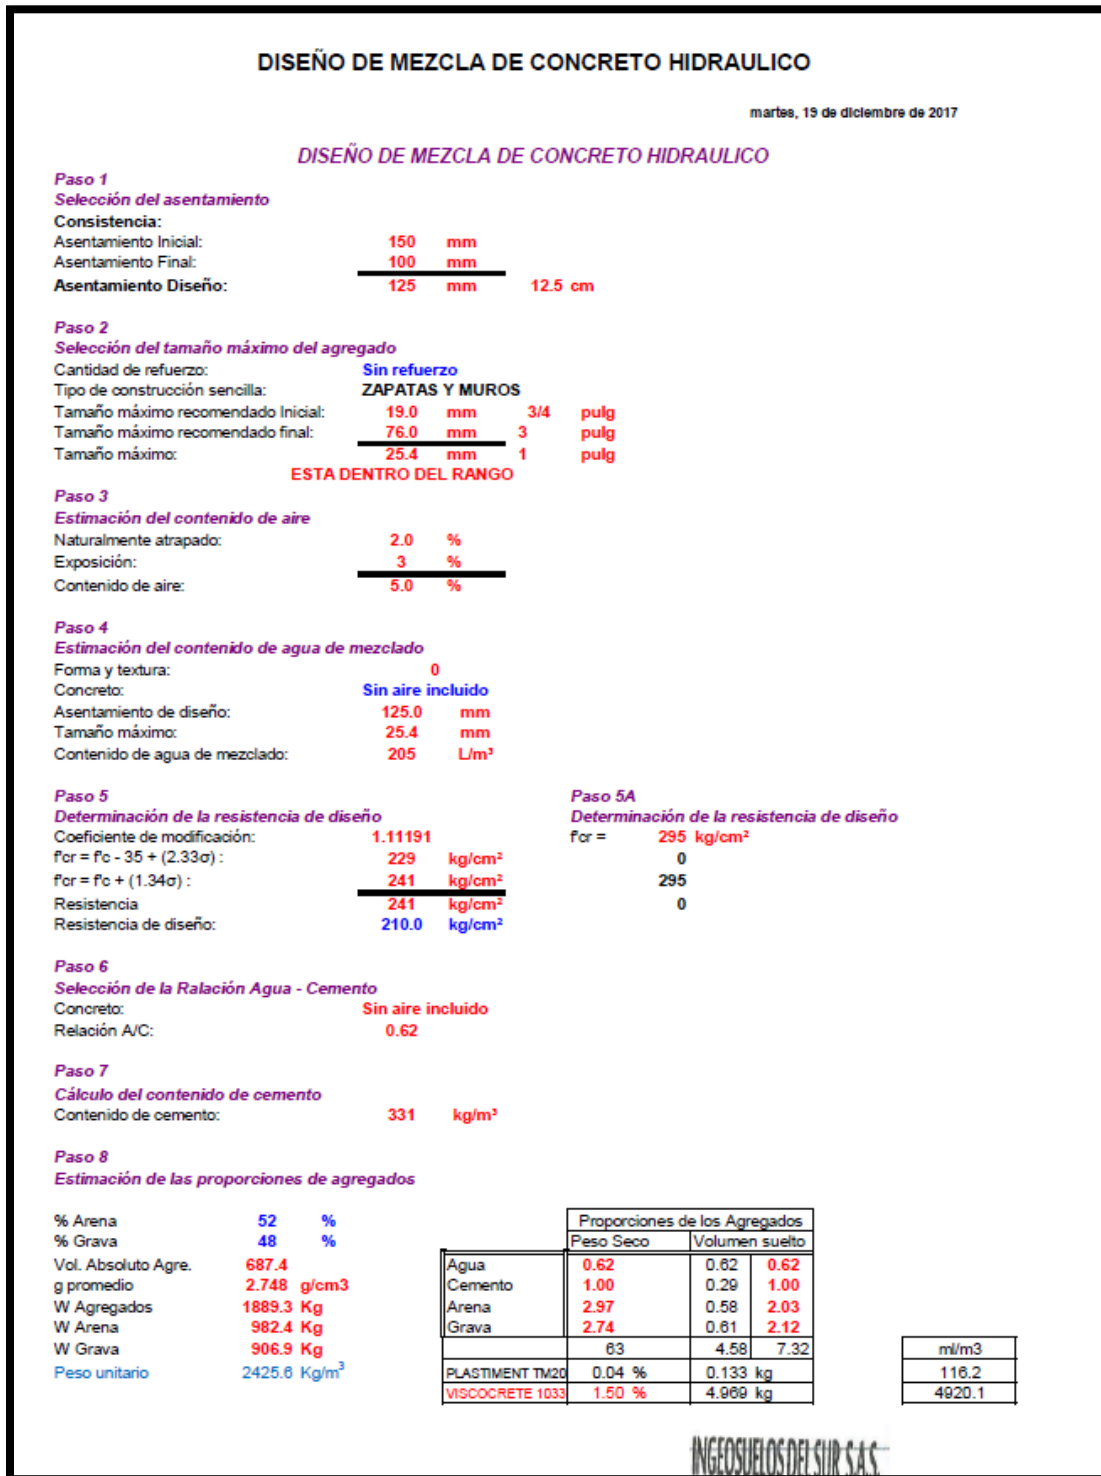 DISEÑO DE MEZCLA DE CONCRETO HIDRAULICO
martes, 19 de diciembre de 2017
DISEÑO DE MEZCLA DE CONCRETO HIDRAULICO
Paso 1
Selección del asentamiento
Consistencia:
Asentamiento Inicial: 150 mm
Asentamiento Final: 100 mm
Asentamiento Diseño: 125 mm 12.5 cm
Paso 2
Selección del tamaño máximo del agregado
Cantidad de refuerzo: Sin refuerzo
Tipo de construcción sencilla: ZAPATAS Y MUROS
Tamaño máximo recomendado Inicial: 19.0 mm 3/4 pulg
Tamaño máximo recomendado final: 76.0 mm 3 pulg
Tamaño máximo: 25.4 mm 1 pulg
ESTA DENTRO DEL RANGO
Paso 3
Estimación del contenido de aire
Naturalmente atrapado: 2.0 %
Exposición: 3 %
Contenido de aire: 5.0 %
Paso 4
Estimación del contenido de agua de mezclado
Forma y textura: 0
Concreto: Sin aire incluido
Asentamiento de diseño: 125.0 mm
Tamaño máximo: 25.4 mm
Contenido de agua de mezclado: 205 L/m³
Paso 5 Paso 5A
Determinación de la resistencia de diseño Determinación de la resistencia de diseño
Coeficiente de modificación: 1.11191 f'cr = 295 kg/cm²
f'cr = f'c - 35 + (2.33σ) : 229 kg/cm² 0
f'cr = f'c + (1.34σ) : 241 kg/cm² 295
Resistencia 241 kg/cm² 0
Resistencia de diseño: 210.0 kg/cm²
Paso 6
Selección de la Ralación Agua - Cemento
Concreto: Sin aire incluido
Relación A/C: 0.62
Paso 7
Cálculo del contenido de cemento
Contenido de cemento: 331 kg/m³
Paso 8
Estimación de las proporciones de agregados
% Arena 52 % Proporciones de los Agregados
% Grava 48 % Peso Seco Volumen suelto
Vol. Absoluto Agre. 687.4 Agua 0.62 0.62 0.62
g promedio 2.748 g/cm3 Cemento 1.00 0.29 1.00
W Agregados 1889.3 Kg Arena 2.97 0.58 2.03
W Arena 982.4 Kg Grava 2.74 0.61 2.12
W Grava 906.9 Kg 63 4.58 7.32 ml/m3
Peso unitario 2425.6 Kg/m³ PLASTIMENT TM20 0.04 % 0.133 kg 116.2
VISCOCRETE 1033 1.50 % 4.969 kg 4920.1
INGEOSUELOS DEL SUR S.A.S.